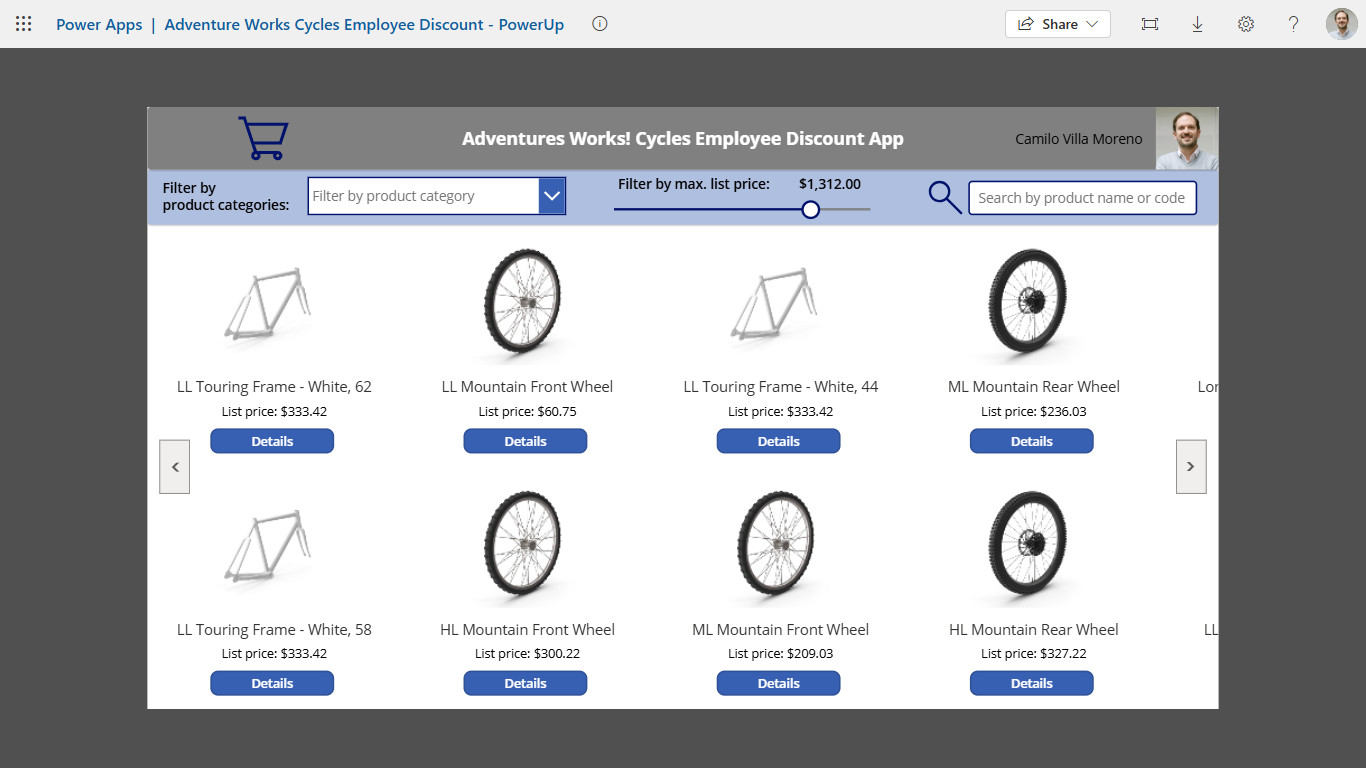 Power Apps | Adventure Works Cycles Employee Discount - PowerUp
Share
?
Adventures Works! Cycles Employee Discount App
Camilo Villa Moreno
Filter by
product categories:
Filter by product category
Filter by max. list price: $1,312.00
Search by product name or code
LL Touring Frame - White, 62
LL Mountain Front Wheel
LL Touring Frame - White, 44
ML Mountain Rear Wheel
Lor
List price: $333.42
List price: $60.75
List price: $333.42
List price: $236.03
Details
Details
Details
Details
<
>
LL Touring Frame - White, 58
HL Mountain Front Wheel
ML Mountain Front Wheel
HL Mountain Rear Wheel
LL
List price: $333.42
List price: $300.22
List price: $209.03
List price: $327.22
Details
Details
Details
Details